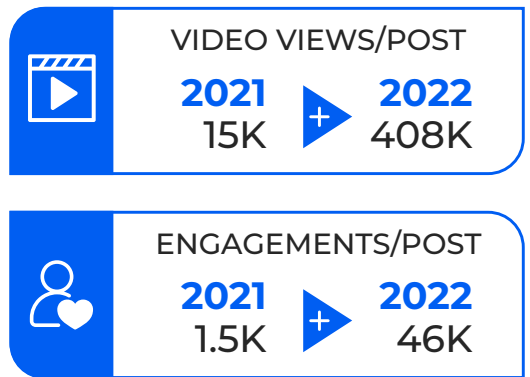 VIDEO VIEWS/POST
2021 + 2022
15K 408K
ENGAGEMENTS/POST
2021 + 2022
1.5K 46K